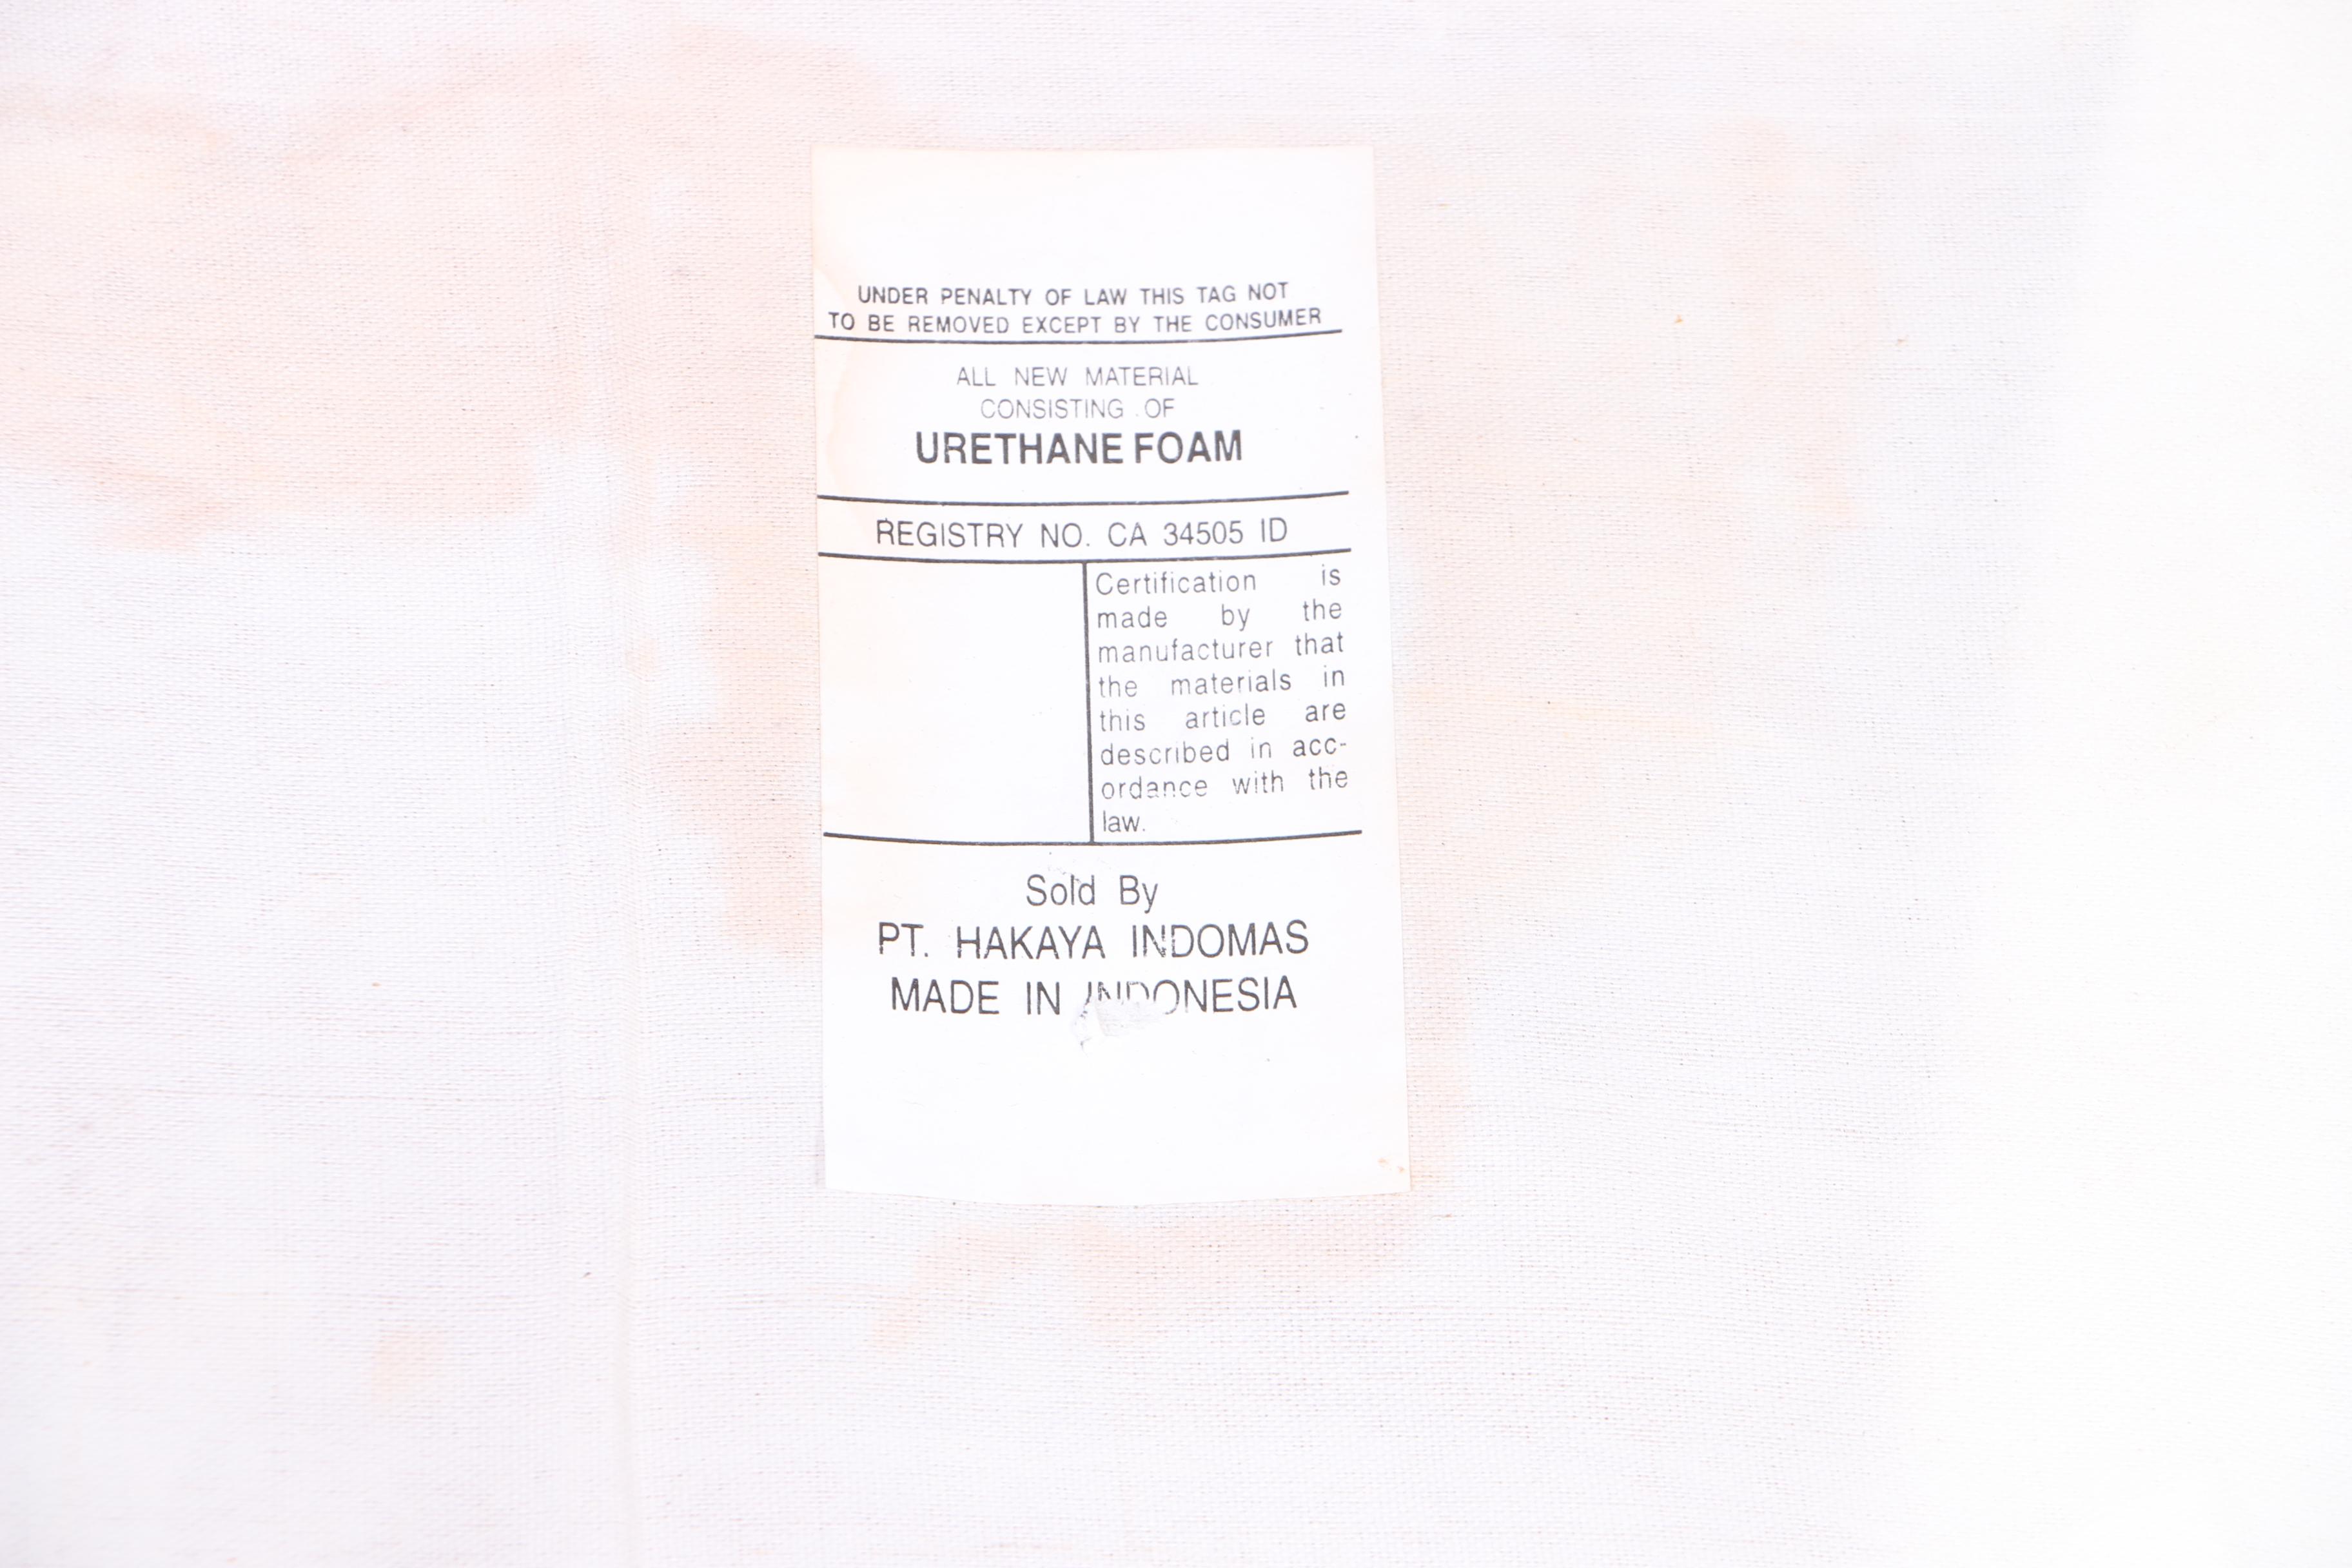 UNDER PENALTY OF LAW THIS TAG NOT
TO BE REMOVED EXCEPT BY THE CONSUMER
ALL NEW MATERIAL
CONSISTING OF
URETHANE FOAM
REGISTRY NO. CA 34505 ID
Certification is
made by the
manufacturer that
the materials in
this article are
described in acc-
ordance with the
law.
Sold By
PT. HAKAYA INDOMAS
MADE IN INDONESIA